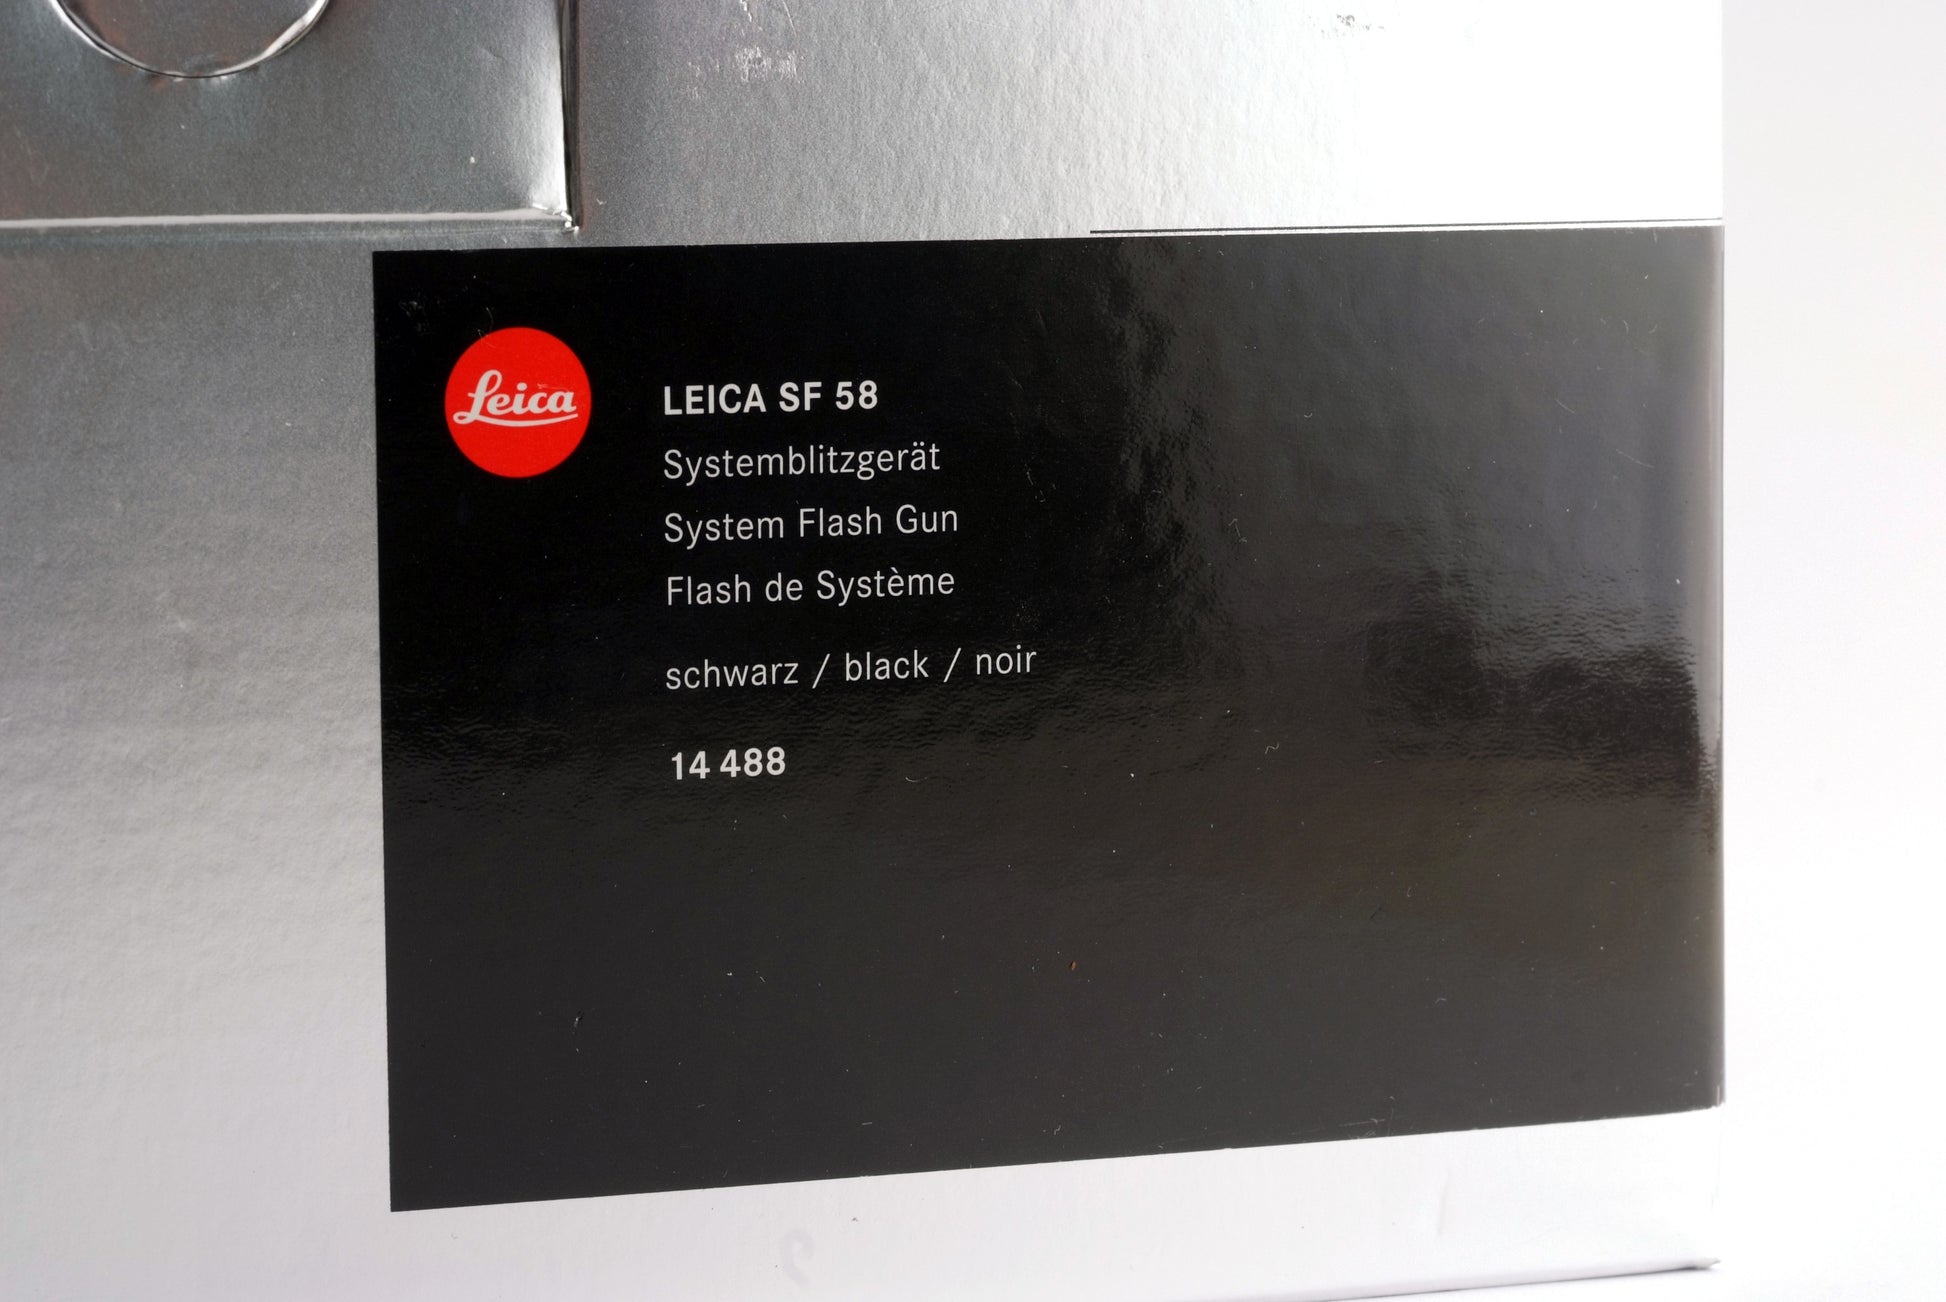 Leica
LEICA SF 58
Systemblitzgerät
System Flash Gun
Flash de Système
schwarz / black / noir
14 488